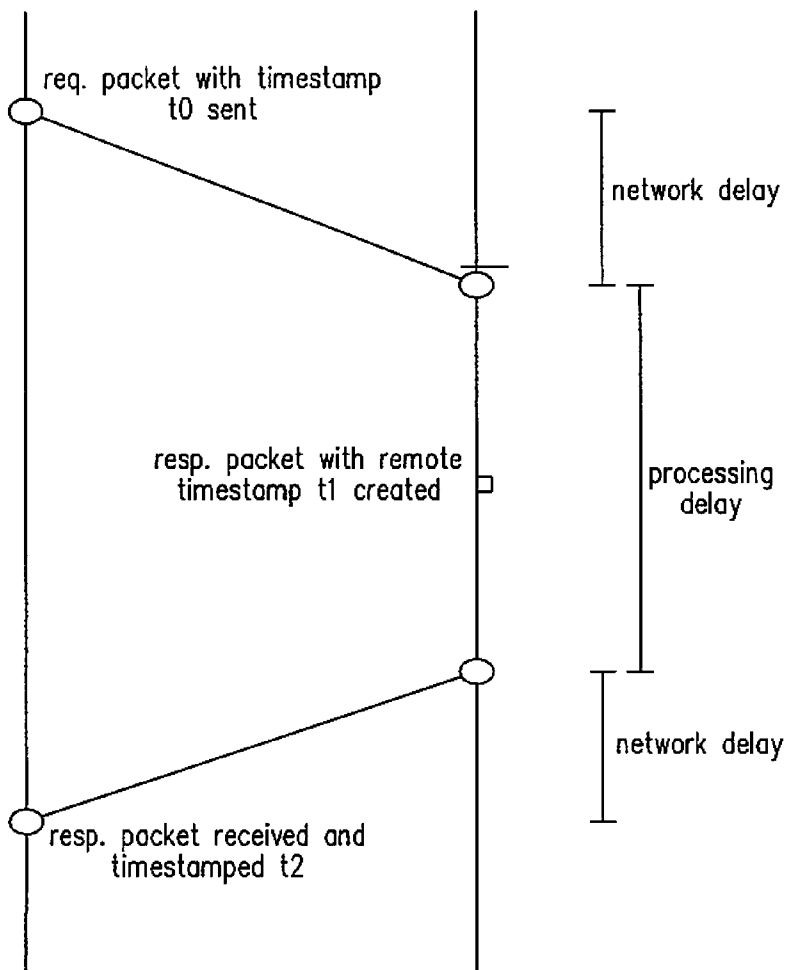 req. packet with timestamp
t0 sent
network delay
resp. packet with remote
timestamp t1 created
processing
delay
network delay
resp. packet received and
timestamped t2